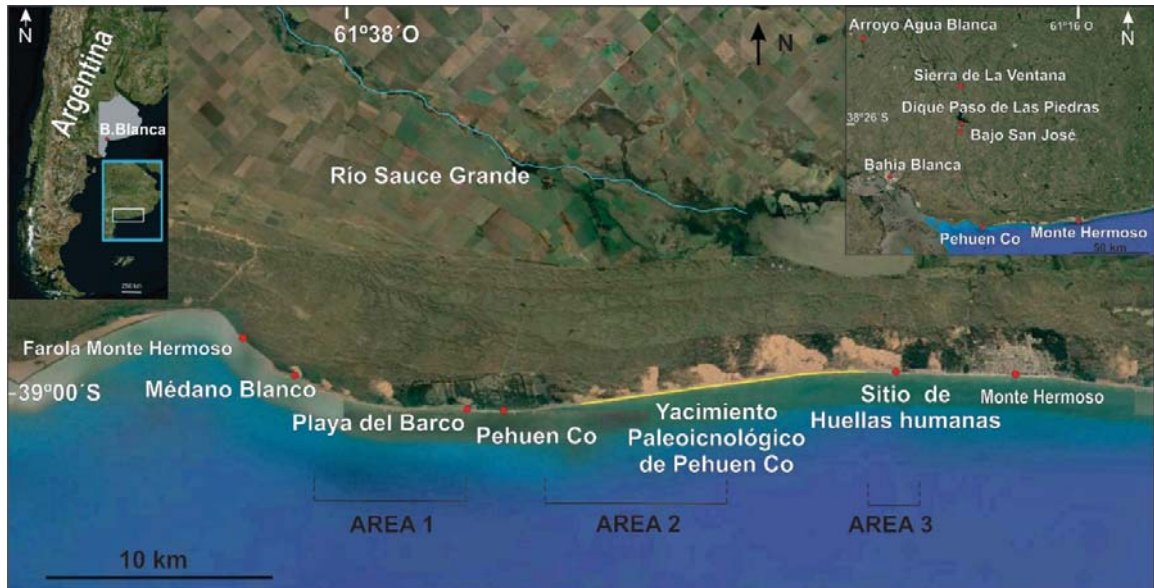 N
Argentina
B.Blanca
250 km
61º38´O
N
Río Sauce Grande
Arroyo Agua Blanca
61º16 O
N
Sierra de La Ventana
Dique Paso de Las Piedras
38º26´S
Bajo San José
Bahía Blanca
Pehuen Co
Monte Hermoso
50 km
Farola Monte Hermoso
39º00´S
Médano Blanco
Playa del Barco
Pehuen Co
Yacimiento
Paleoicnológico
de Pehuen Co
Sitio de
Huellas humanas
Monte Hermoso
AREA 1
AREA 2
AREA 3
10 km